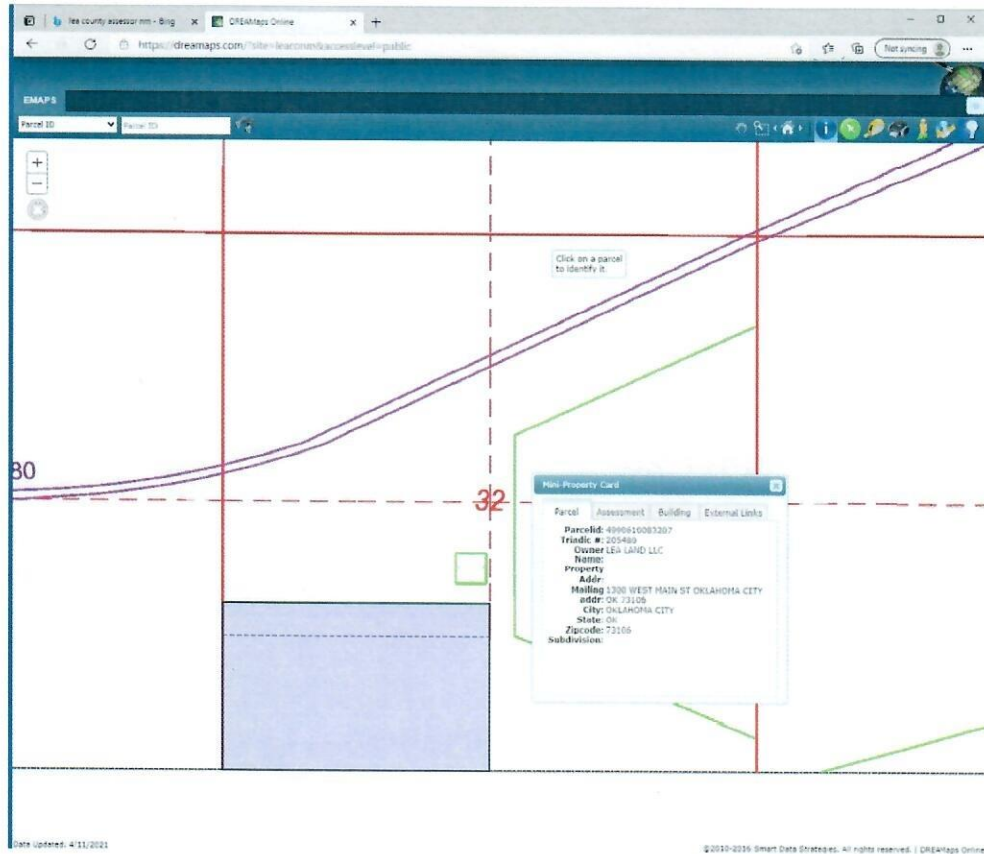 lea county assessor nm - Bing
DREAMaps Online
https://dreamaps.com/?site=leaconm&accesslevel=public
Not syncing
EMAPS
Parcel ID
Parcel ID
Click on a parcel
to identify it.
80
32
Mini-Property Card
Parcel Assessment Building External Links
Parcelid: 4000610083207
Triadic #: 205480
Owner LEA LAND LLC
Name:
Property
Addr:
Mailing 1300 WEST MAIN ST OKLAHOMA CITY
addr: OK 73106
City: OKLAHOMA CITY
State: OK
Zipcode: 73106
Subdivision:
Date Updated: 4/11/2021
©2010-2016 Smart Data Strategies. All rights reserved. | DREAMaps Online